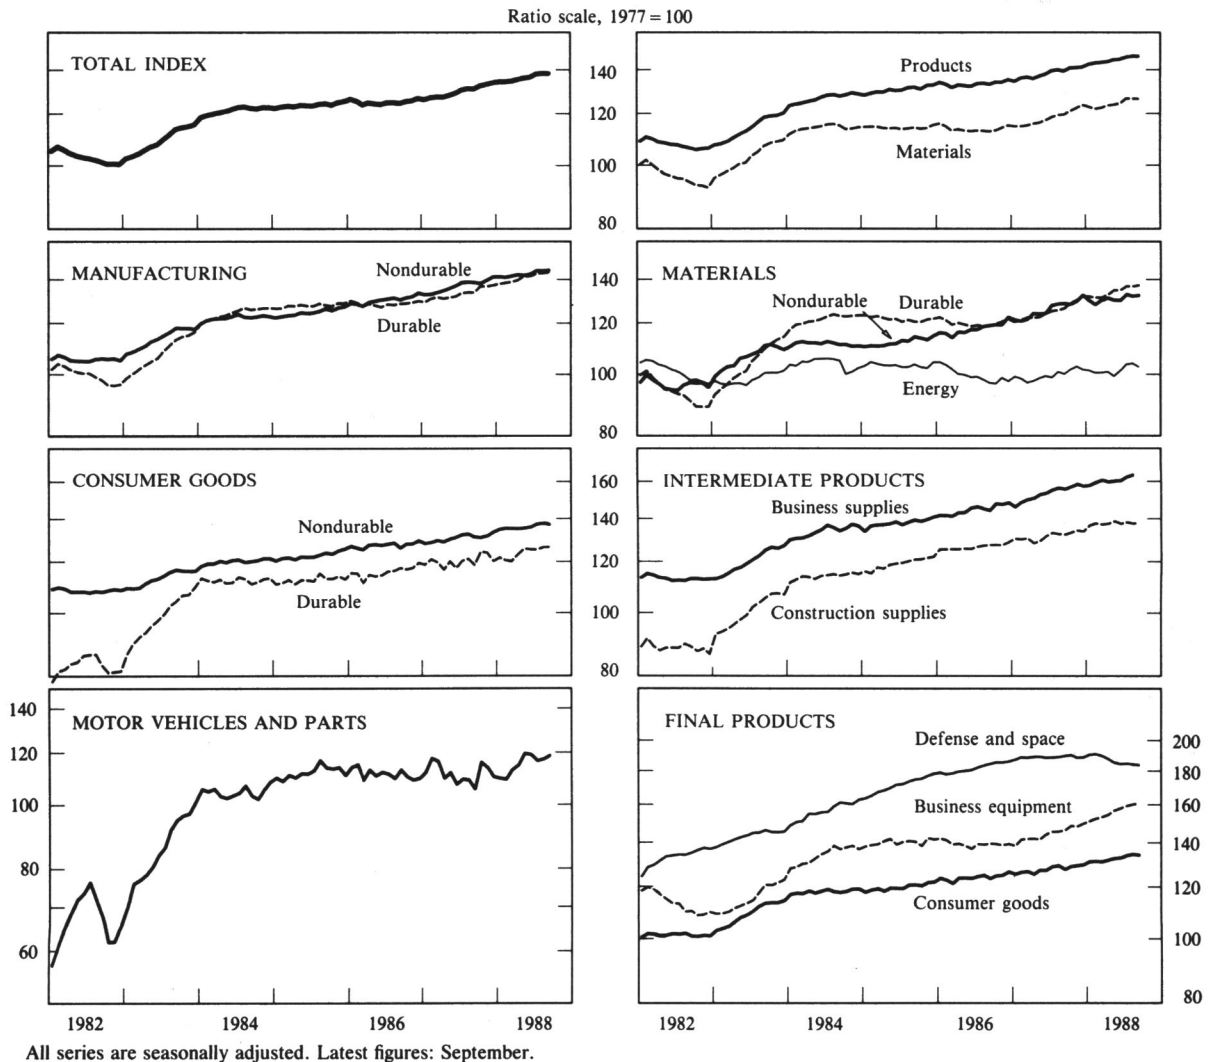 Ratio scale, 1977 = 100
TOTAL INDEX
140
120
100
80
Products
Materials
MANUFACTURING
Nondurable
Durable
140
120
100
80
MATERIALS
Nondurable
Durable
Energy
CONSUMER GOODS
Nondurable
Durable
160
140
120
100
80
INTERMEDIATE PRODUCTS
Business supplies
Construction supplies
140
120
100
80
60
MOTOR VEHICLES AND PARTS
FINAL PRODUCTS
Defense and space
Business equipment
Consumer goods
200
180
160
140
120
100
80
1982 1984 1986 1988
1982 1984 1986 1988
All series are seasonally adjusted. Latest figures: September.